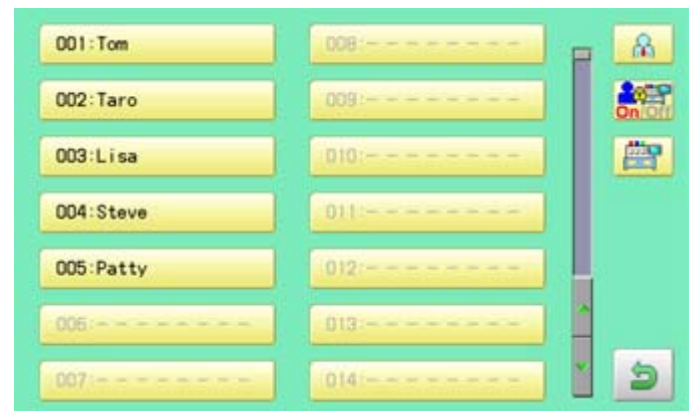 001:Tom
002:Taro
003:Lisa
004:Steve
005:Patty
006:--------
007:--------
008:--------
009:--------
010:--------
011:--------
012:--------
013:--------
014:--------
On/Off